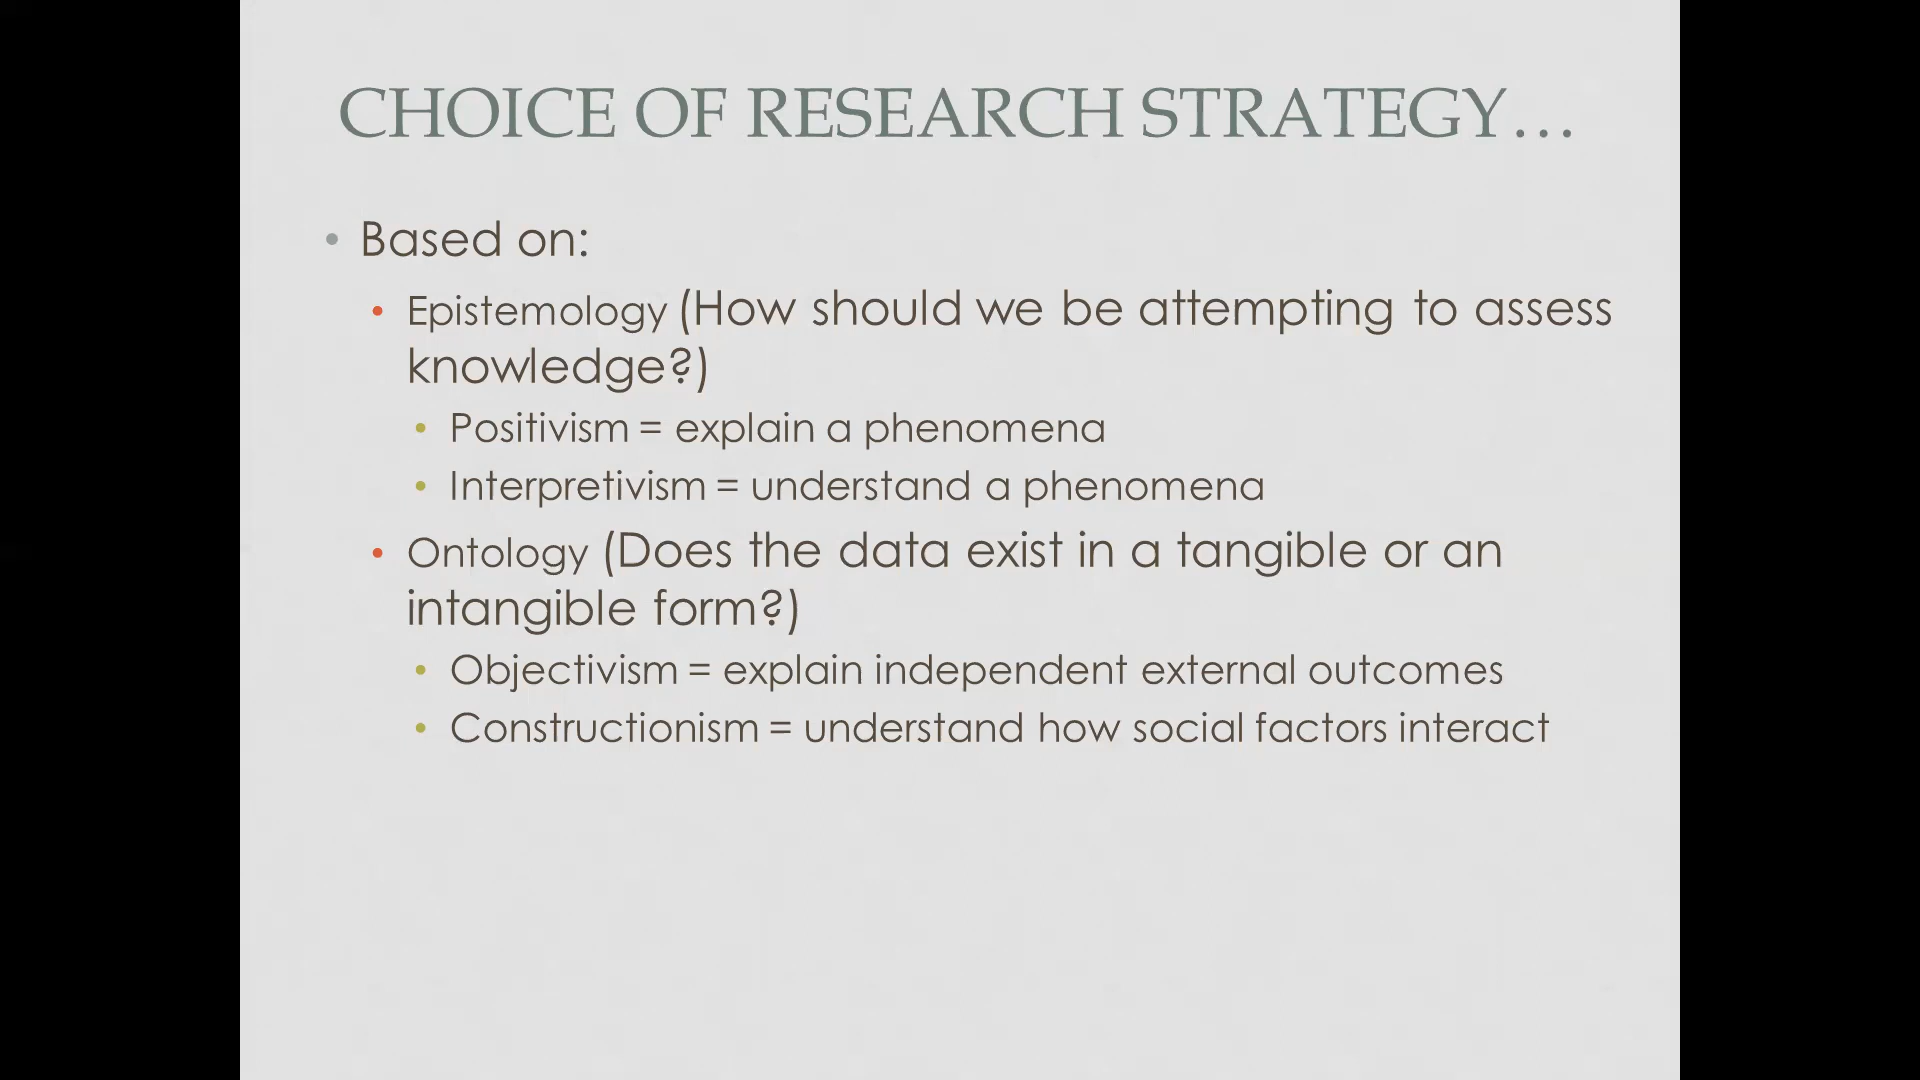 CHOICE OF RESEARCH STRATEGY…
• Based on:
• Epistemology (How should we be attempting to assess
knowledge?)
• Positivism = explain a phenomena
• Interpretivism = understand a phenomena
• Ontology (Does the data exist in a tangible or an
intangible form?)
• Objectivism = explain independent external outcomes
• Constructionism = understand how social factors interact